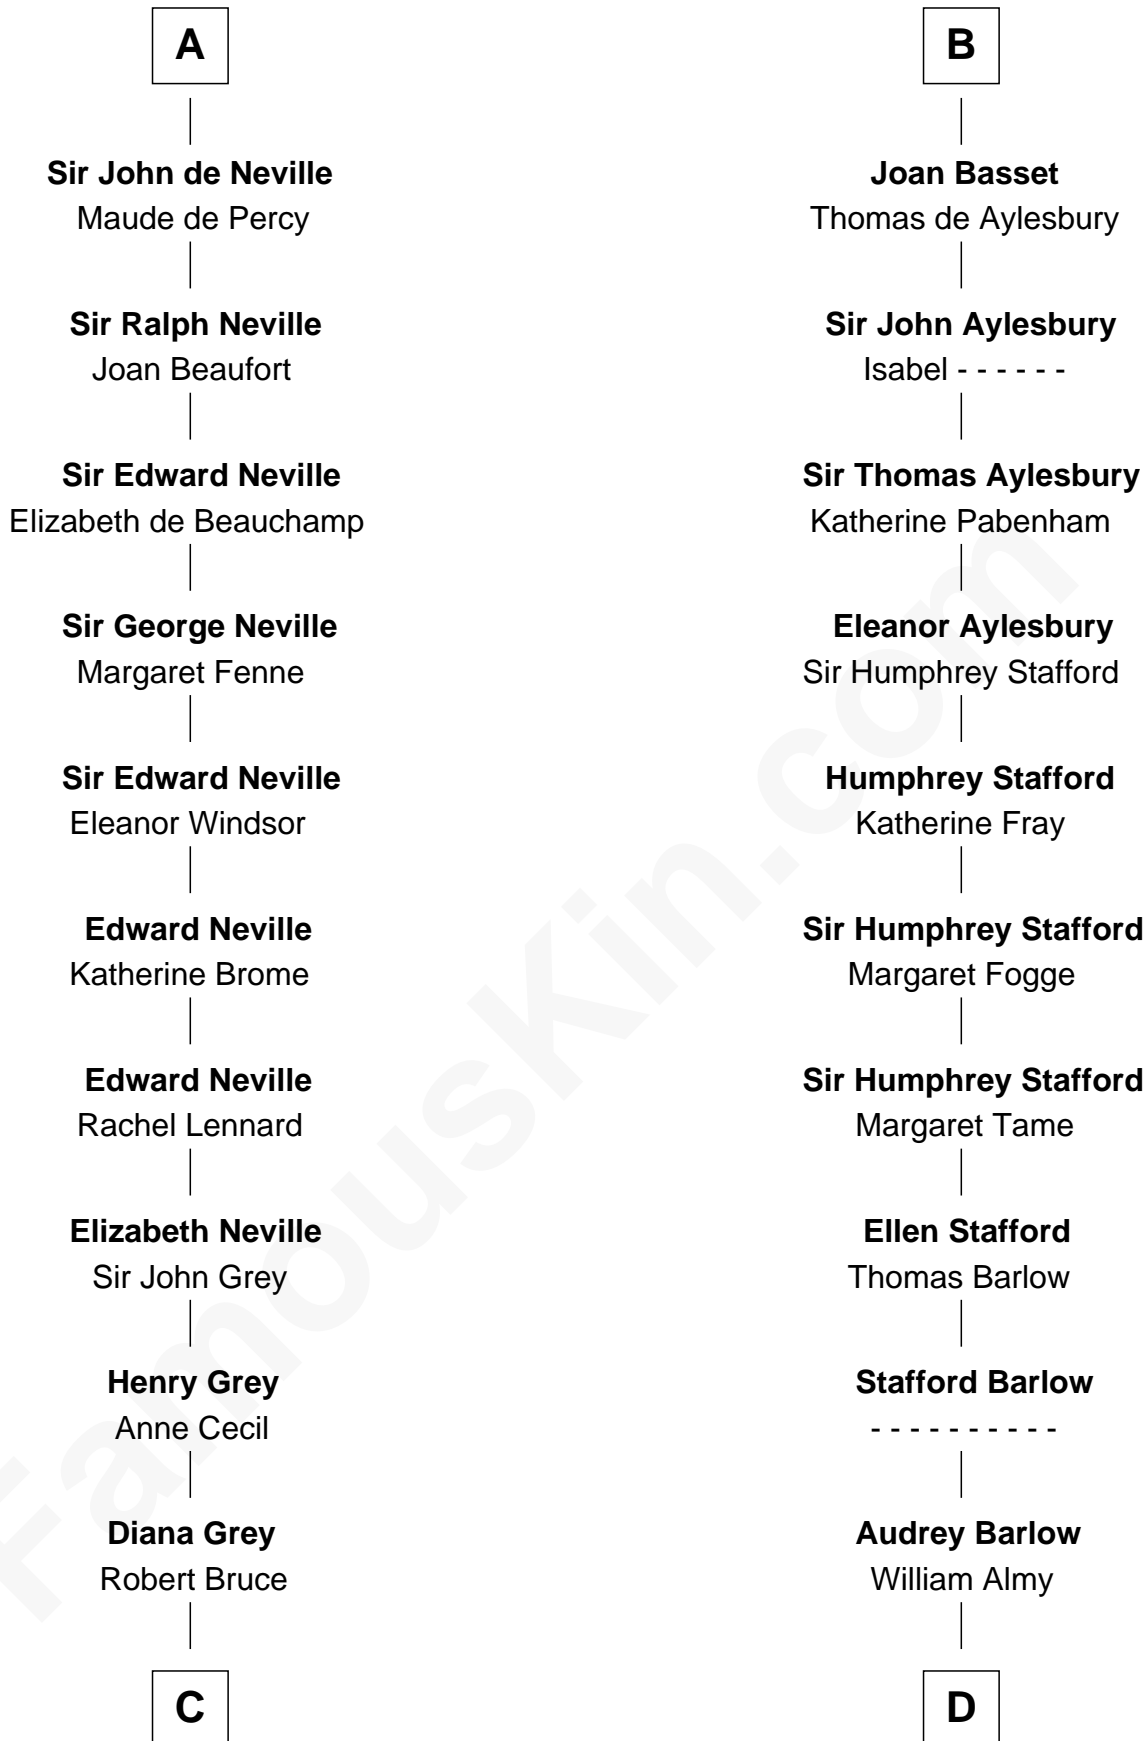 A
Sir John de Neville
Maude de Percy
Sir Ralph Neville
Joan Beaufort
Sir Edward Neville
Elizabeth de Beauchamp
Sir George Neville
Margaret Fenne
Sir Edward Neville
Eleanor Windsor
Edward Neville
Katherine Brome
Edward Neville
Rachel Lennard
Elizabeth Neville
Sir John Grey
Henry Grey
Anne Cecil
Diana Grey
Robert Bruce
C
B
Joan Basset
Thomas de Aylesbury
Sir John Aylesbury
Isabel - - - - - -
Sir Thomas Aylesbury
Katherine Pabenham
Eleanor Aylesbury
Sir Humphrey Stafford
Humphrey Stafford
Katherine Fray
Sir Humphrey Stafford
Margaret Fogge
Sir Humphrey Stafford
Margaret Tame
Ellen Stafford
Thomas Barlow
Stafford Barlow
- - - - - - - - - -
Audrey Barlow
William Almy
D
FamousKin.com